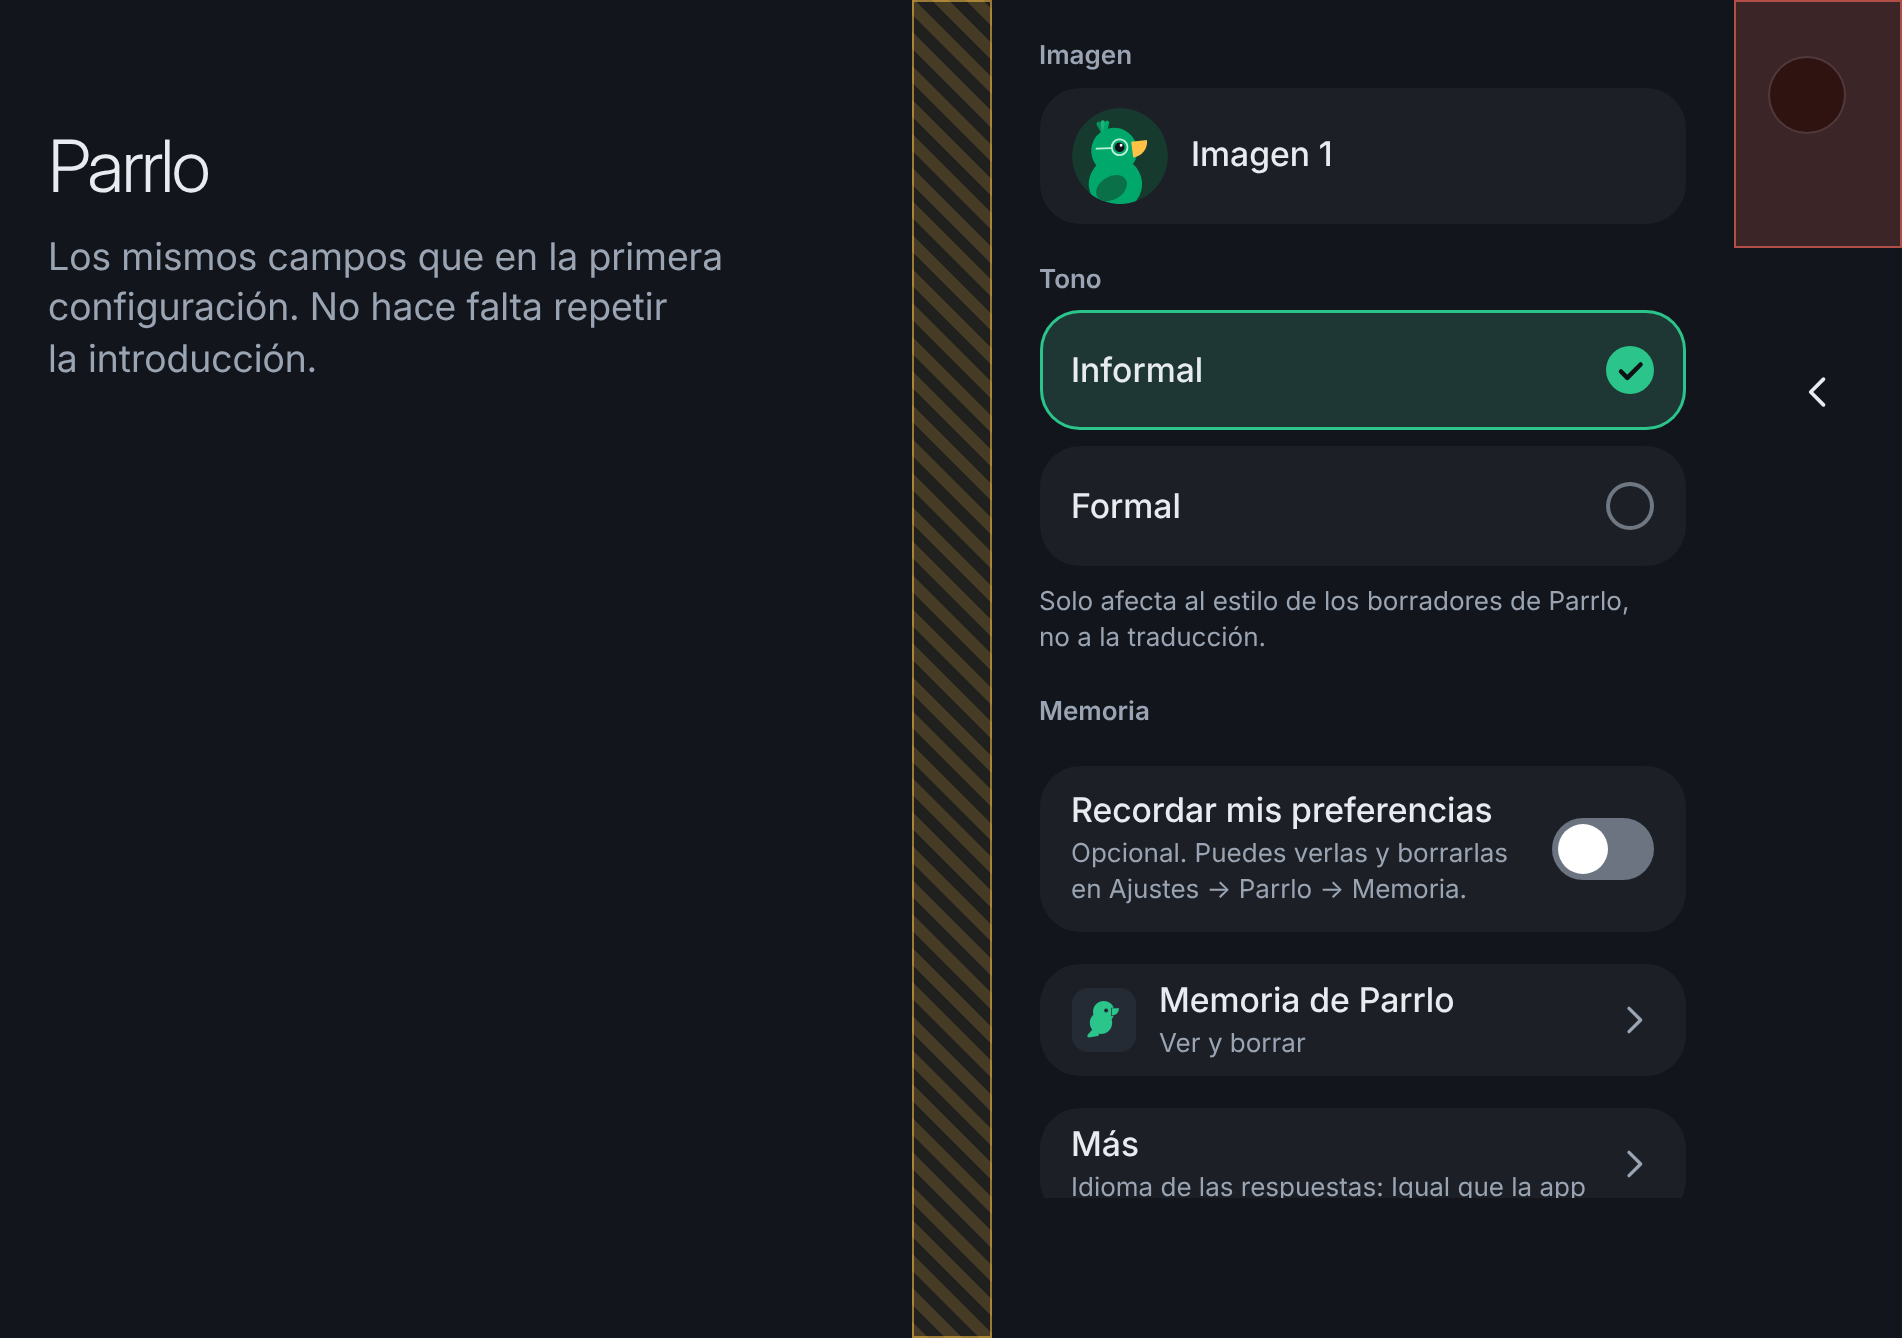 Parrlo
Los mismos campos que en la primera
configuración. No hace falta repetir
la introducción.
Imagen
Imagen 1
Tono
Informal
Formal
Solo afecta al estilo de los borradores de Parrlo,
no a la traducción.
Memoria
Recordar mis preferencias
Opcional. Puedes verlas y borrarlas
en Ajustes → Parrlo → Memoria.
Memoria de Parrlo
Ver y borrar
Más
Idioma de las respuestas: Igual que la app